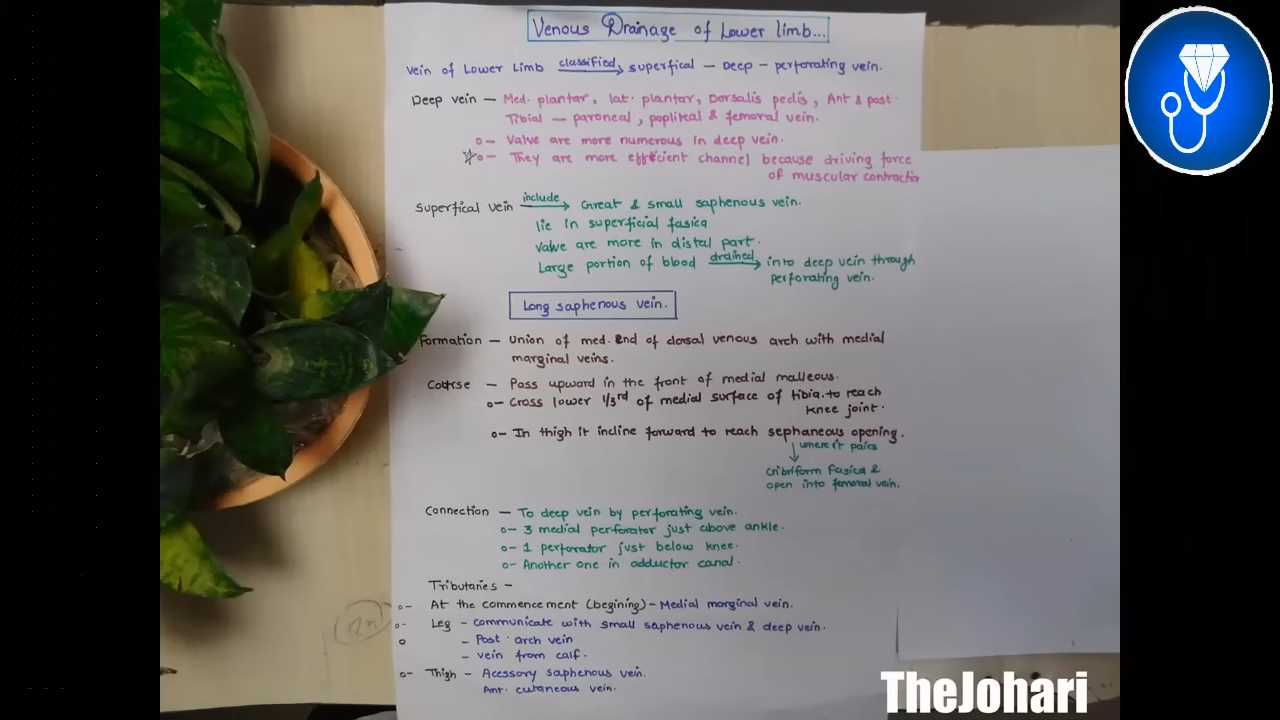 Venous Drainage of Lower limb...
Vein of Lower Limb classified superfical – Deep – perforating vein.
Deep vein – Med. plantar, lat. plantar, Dorsalis pedis, Ant & post.
Tibial – paroneal, popliteal & femoral vein.
o– Valve are more numerous in deep vein.
☆o– They are more efficient channel because driving force
of muscular contraction
Superfical vein include Great & small saphenous vein.
lie in superficial fasica
valve are more in distal part.
Large portion of blood drained into deep vein through
perforating vein.
Long saphenous vein.
Formation – Union of med. end of dorsal venous arch with medial
marginal veins.
Course – Pass upward in the front of medial malleous.
o– Cross lower 1/3rd of medial surface of tibia. to reach
knee joint.
o– In thigh it incline forward to reach sephaneous opening.
where it pairs
Cribriform fasica &
open into femoral vein.
Connection – To deep vein by perforating vein.
o– 3 medial perforator just above ankle.
o– 1 perforator just below knee.
o– Another one in adductor canal.
Tributaries –
o– At the commencement (begining) – Medial marginal vein.
o– Leg – communicate with small saphenous vein & deep vein.
o – Post. arch vein
– vein from calf.
o– Thigh – Acessory saphenous vein.
Ant. cutaneous vein.
TheJohari